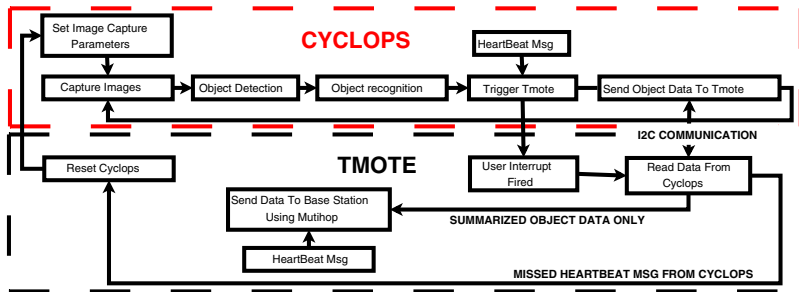 Set Image Capture
Parameters
CYCLOPS
HeartBeat Msg
Capture Images
Object Detection
Object recognition
Trigger Tmote
Send Object Data To Tmote
I2C COMMUNICATION
TMOTE
Reset Cyclops
User Interrupt
Fired
Read Data From
Cyclops
Send Data To Base Station
Using Mutihop
SUMMARIZED OBJECT DATA ONLY
HeartBeat Msg
MISSED HEARTBEAT MSG FROM CYCLOPS